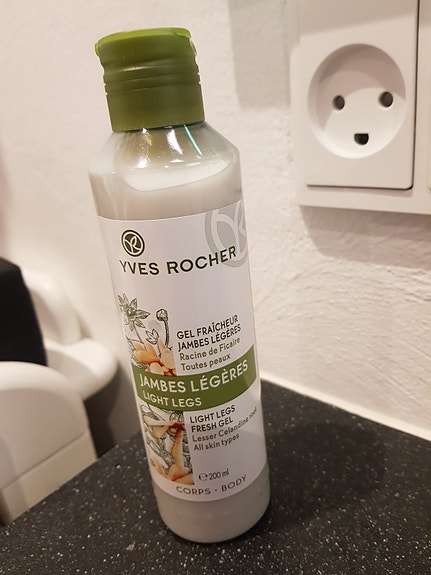 YVES ROCHER
GEL FRAÎCHEUR
JAMBES LÉGÈRES
Racine de Ficaire
Toutes peaux
JAMBES LÉGÈRES
LIGHT LEGS
LIGHT LEGS
FRESH GEL
Lesser Célandine root
All skin types
℮ 200 ml
CORPS - BODY